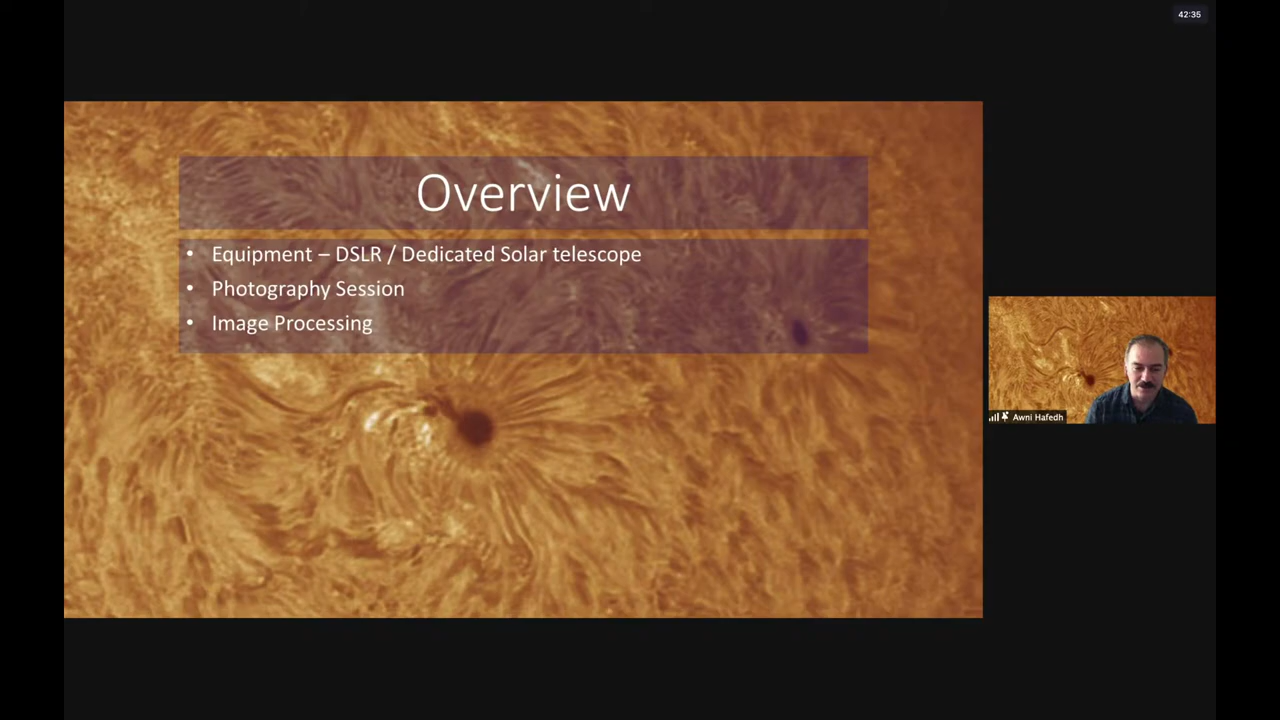 42:35
Overview
• Equipment – DSLR / Dedicated Solar telescope
• Photography Session
• Image Processing
Awni Hafedh